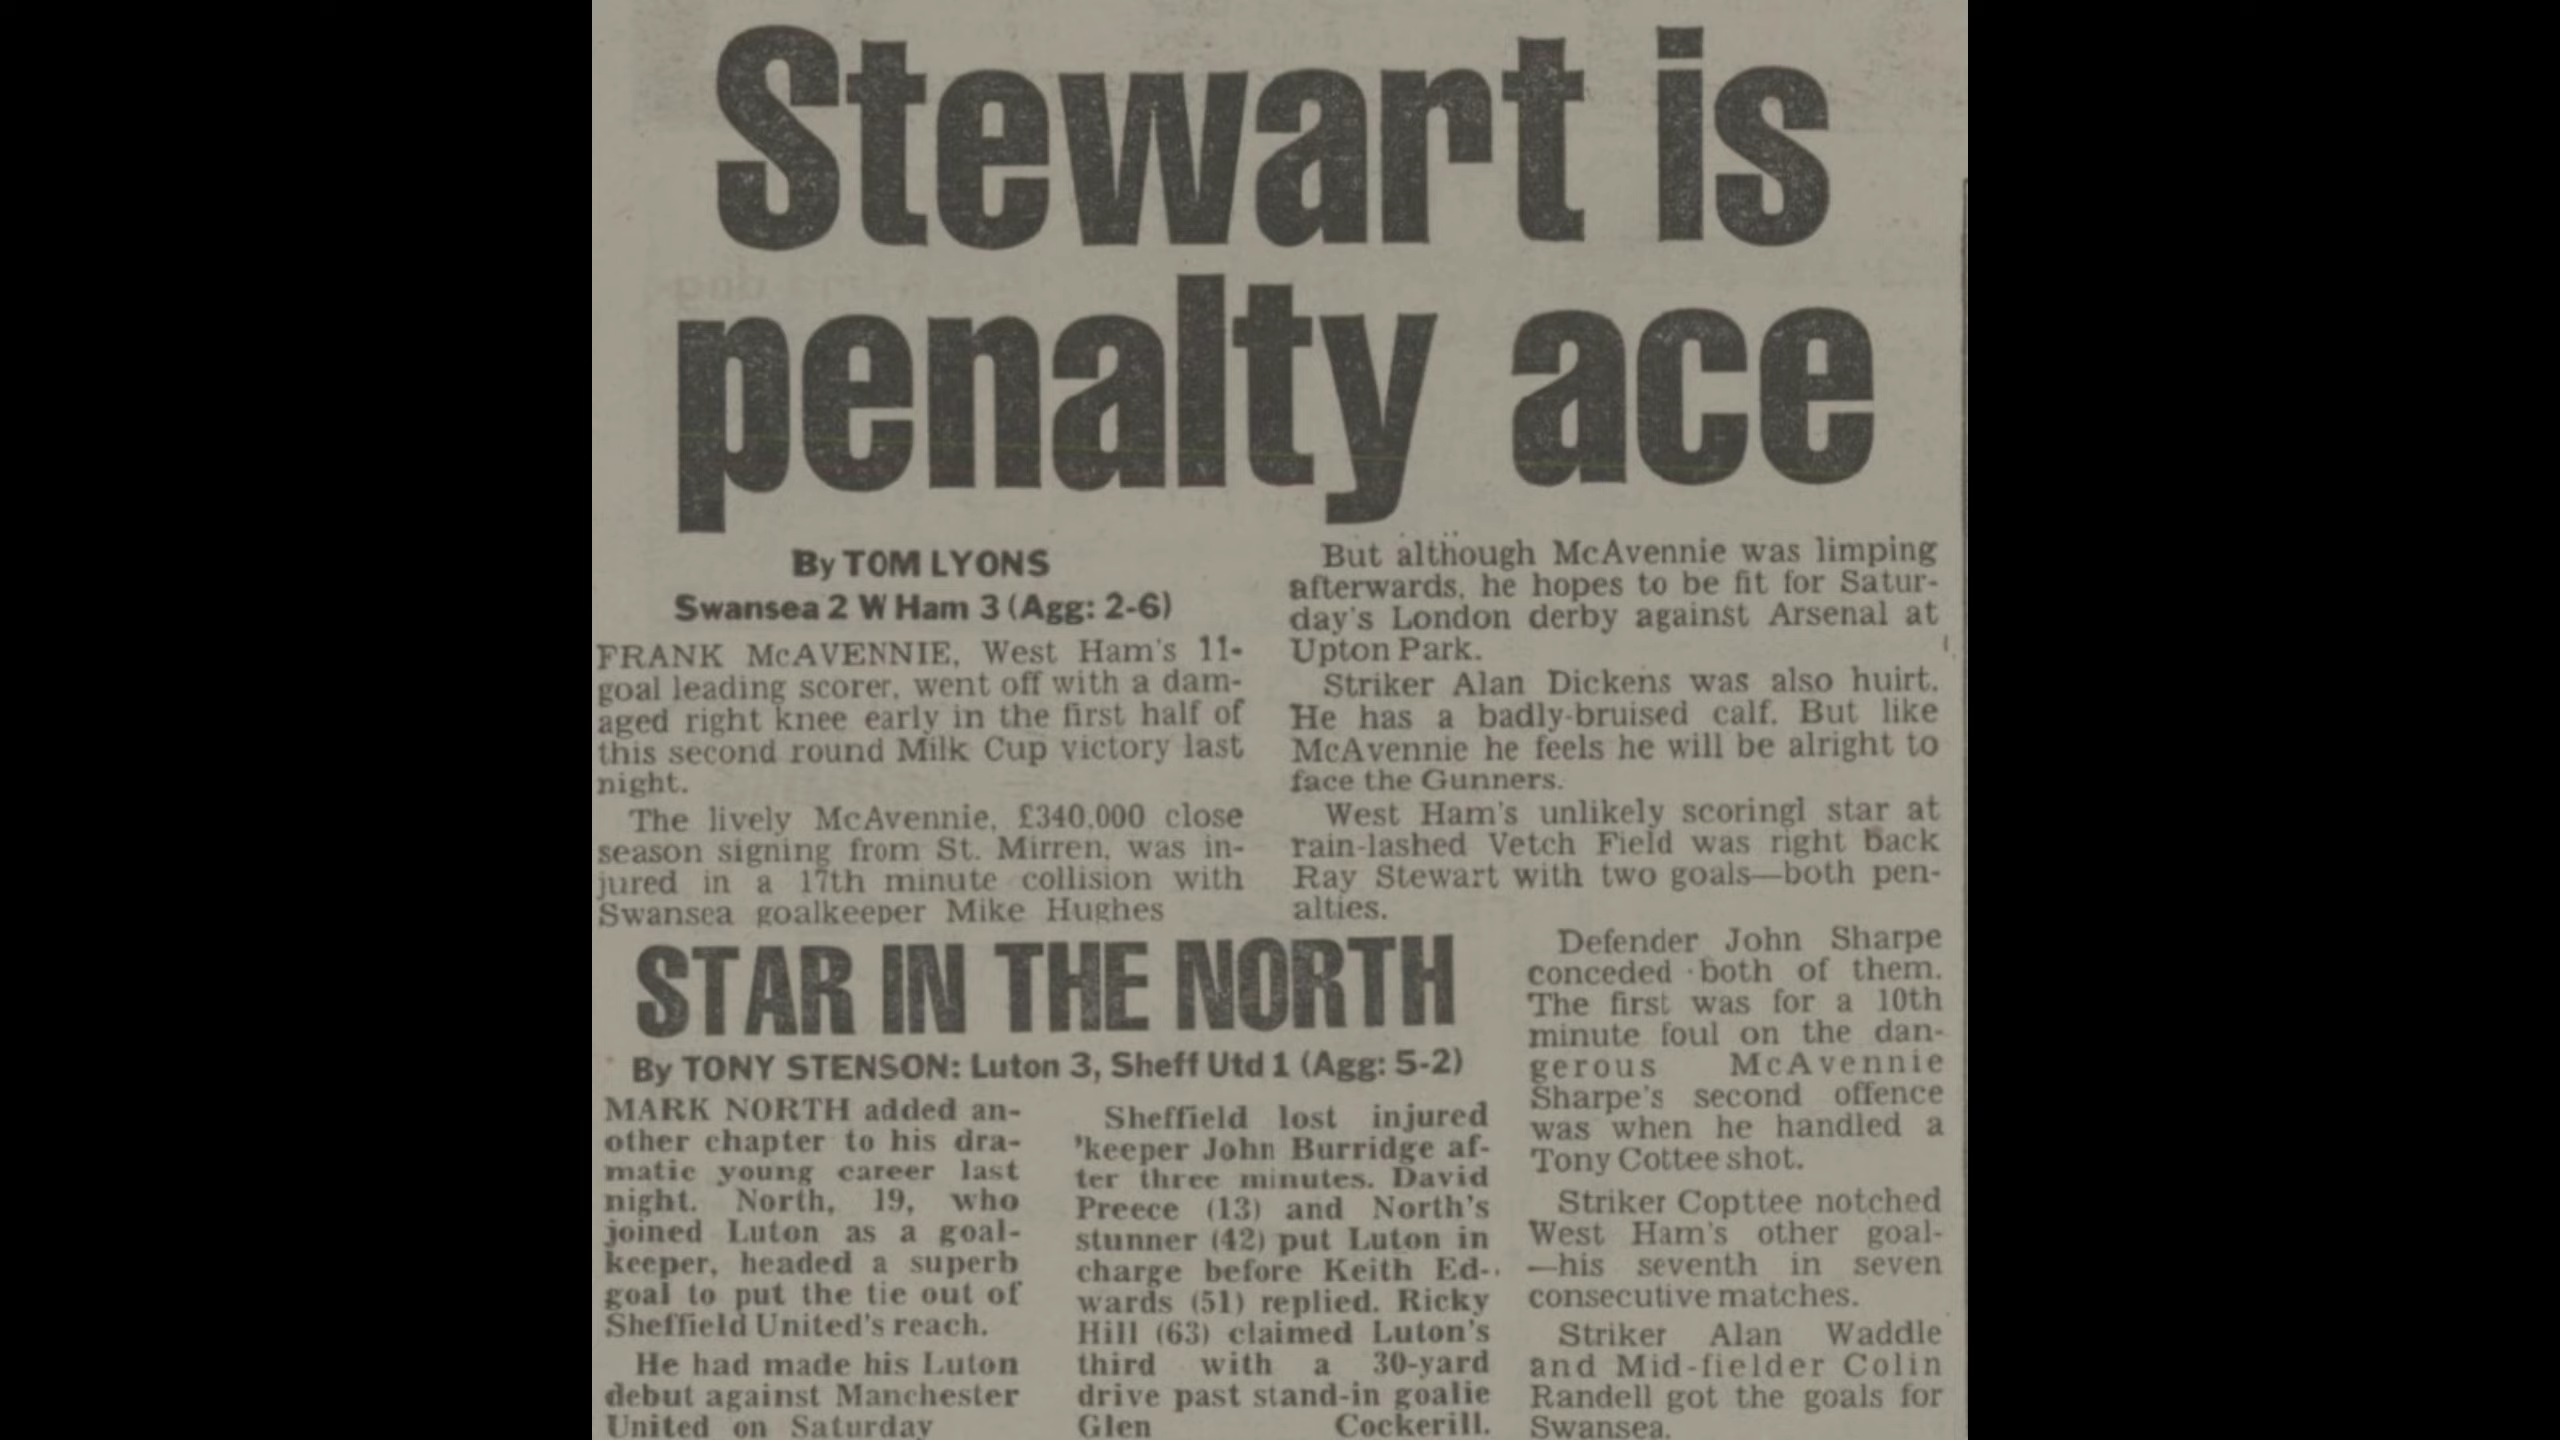 Stewart is
penalty ace
By TOM LYONS
Swansea 2 W Ham 3 (Agg: 2-6)
FRANK McAVENNIE, West Ham's 11-
goal leading scorer, went off with a dam-
aged right knee early in the first half of
this second round Milk Cup victory last
night.
The lively McAvennie, £340,000 close
season signing from St. Mirren, was in-
jured in a 17th minute collision with
Swansea goalkeeper Mike Hughes
But although McAvennie was limping
afterwards, he hopes to be fit for Satur-
day's London derby against Arsenal at
Upton Park.
Striker Alan Dickens was also huirt.
He has a badly-bruised calf. But like
McAvennie he feels he will be alright to
face the Gunners.
West Ham's unlikely scoringl star at
rain-lashed Vetch Field was right back
Ray Stewart with two goals—both pen-
alties.
Defender John Sharpe
conceded both of them.
The first was for a 10th
minute foul on the dan-
gerous McAvennie
Sharpe's second offence
was when he handled a
Tony Cottee shot.
Striker Copttee notched
West Ham's other goal-
—his seventh in seven
consecutive matches.
Striker Alan Waddle
and Mid-fielder Colin
Randell got the goals for
Swansea.
STAR IN THE NORTH
By TONY STENSON: Luton 3, Sheff Utd 1 (Agg: 5-2)
MARK NORTH added an-
other chapter to his dra-
matic young career last
night. North, 19, who
joined Luton as a goal-
keeper, headed a superb
goal to put the tie out of
Sheffield United's reach.
He had made his Luton
debut against Manchester
United on Saturday
Sheffield lost injured
'keeper John Burridge af-
ter three minutes. David
Preece (13) and North's
stunner (42) put Luton in
charge before Keith Ed-
wards (51) replied. Ricky
Hill (63) claimed Luton's
third with a 30-yard
drive past stand-in goalie
Glen Cockerill.